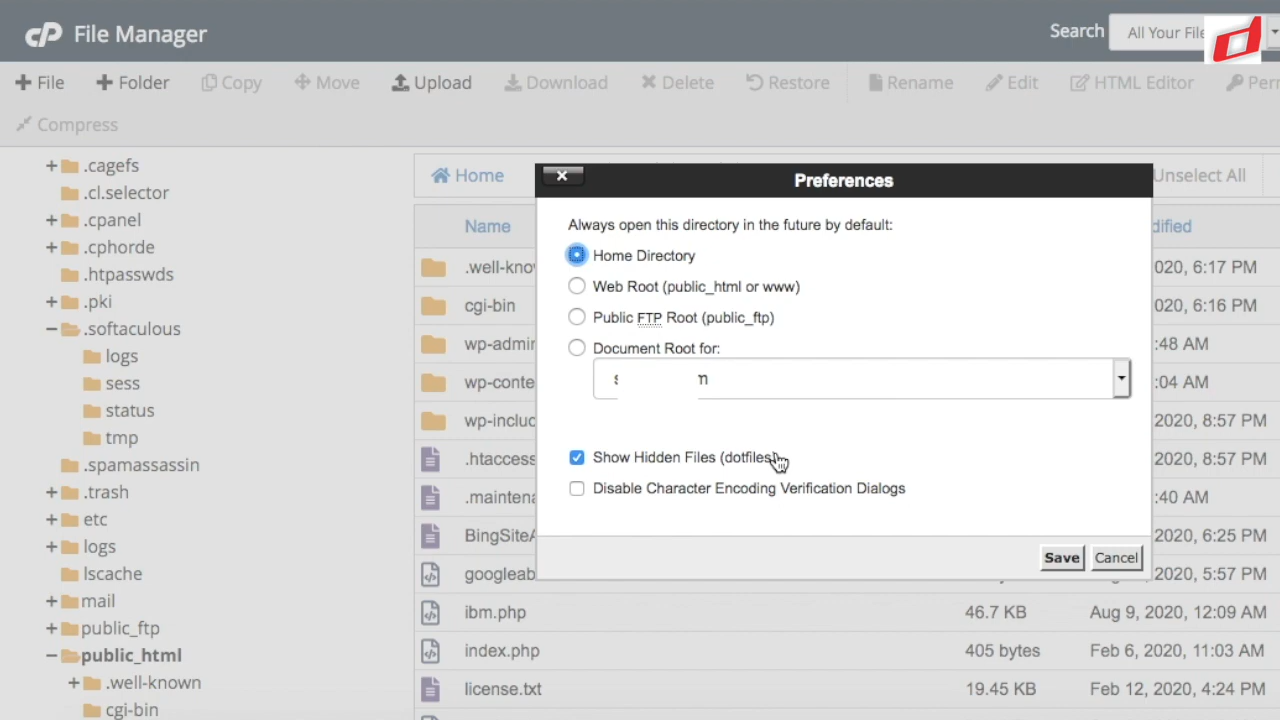 cP File Manager
Search
All Your File
File
Folder
Copy
Move
Upload
Download
Delete
Restore
Rename
Edit
HTML Editor
Perm
Compress
.cagefs
.cl.selector
.cpanel
.cphorde
.htpasswds
.pki
.softaculous
logs
sess
status
tmp
.spamassassin
.trash
etc
logs
lscache
mail
public_ftp
public_html
.well-known
cgi-bin
Home
Unselect All
Name
dified
.well-kno
020, 6:17 PM
cgi-bin
020, 6:16 PM
wp-admin
:48 AM
wp-conte
:04 AM
wp-includ
2020, 8:57 PM
.htaccess
2020, 8:57 PM
.maintena
:40 AM
BingSiteA
2020, 6:25 PM
googleab
2020, 5:57 PM
ibm.php
46.7 KB
Aug 9, 2020, 12:09 AM
index.php
405 bytes
Feb 6, 2020, 11:03 AM
license.txt
19.45 KB
Feb 12, 2020, 4:24 PM
Preferences
Always open this directory in the future by default:
Home Directory
Web Root (public_html or www)
Public FTP Root (public_ftp)
Document Root for:
Show Hidden Files (dotfiles)
Disable Character Encoding Verification Dialogs
Save
Cancel